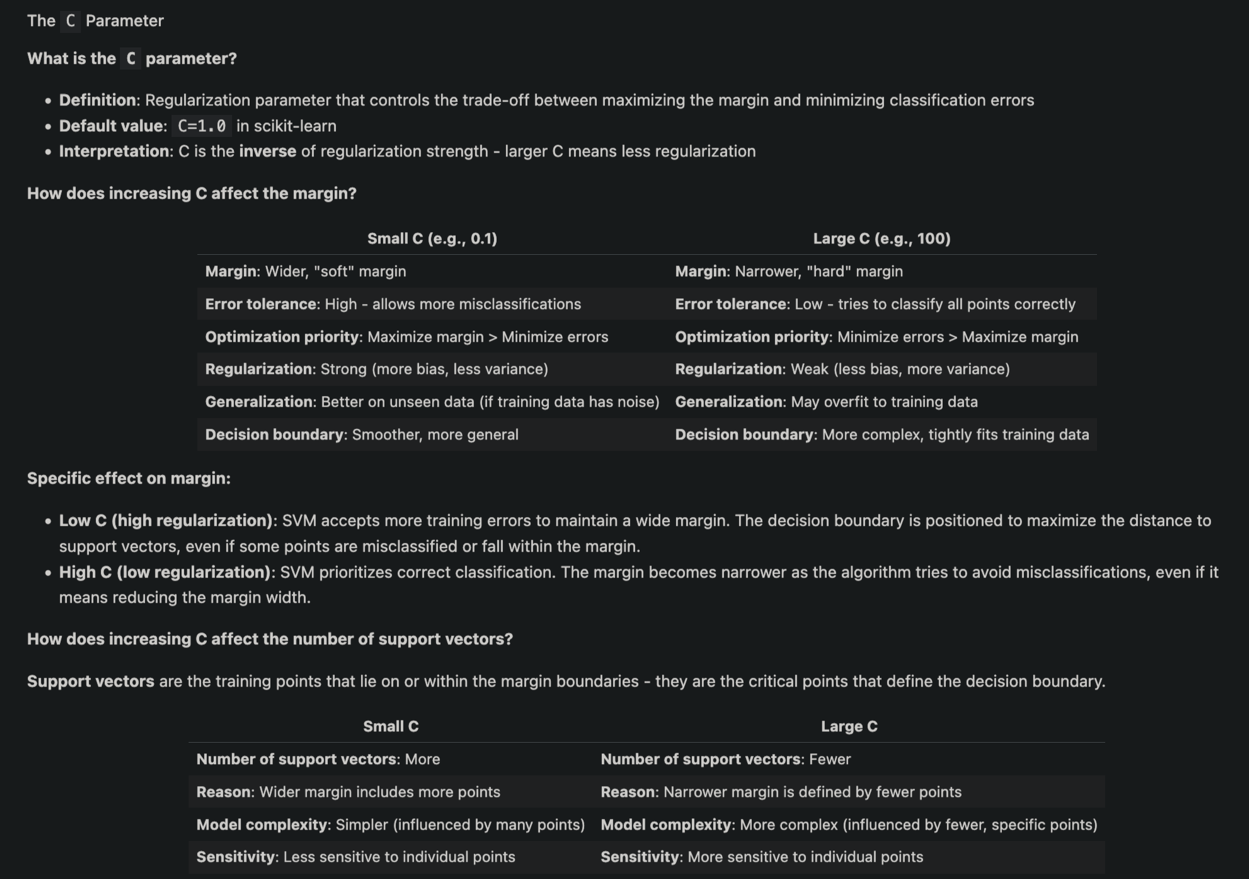 The C Parameter
What is the C parameter?
• Definition: Regularization parameter that controls the trade-off between maximizing the margin and minimizing classification errors
• Default value: C=1.0 in scikit-learn
• Interpretation: C is the inverse of regularization strength - larger C means less regularization
How does increasing C affect the margin?
Small C (e.g., 0.1) Large C (e.g., 100)
Margin: Wider, "soft" margin Margin: Narrower, "hard" margin
Error tolerance: High - allows more misclassifications Error tolerance: Low - tries to classify all points correctly
Optimization priority: Maximize margin > Minimize errors Optimization priority: Minimize errors > Maximize margin
Regularization: Strong (more bias, less variance) Regularization: Weak (less bias, more variance)
Generalization: Better on unseen data (if training data has noise) Generalization: May overfit to training data
Decision boundary: Smoother, more general Decision boundary: More complex, tightly fits training data
Specific effect on margin:
• Low C (high regularization): SVM accepts more training errors to maintain a wide margin. The decision boundary is positioned to maximize the distance to
support vectors, even if some points are misclassified or fall within the margin.
• High C (low regularization): SVM prioritizes correct classification. The margin becomes narrower as the algorithm tries to avoid misclassifications, even if it
means reducing the margin width.
How does increasing C affect the number of support vectors?
Support vectors are the training points that lie on or within the margin boundaries - they are the critical points that define the decision boundary.
Small C Large C
Number of support vectors: More Number of support vectors: Fewer
Reason: Wider margin includes more points Reason: Narrower margin is defined by fewer points
Model complexity: Simpler (influenced by many points) Model complexity: More complex (influenced by fewer, specific points)
Sensitivity: Less sensitive to individual points Sensitivity: More sensitive to individual points